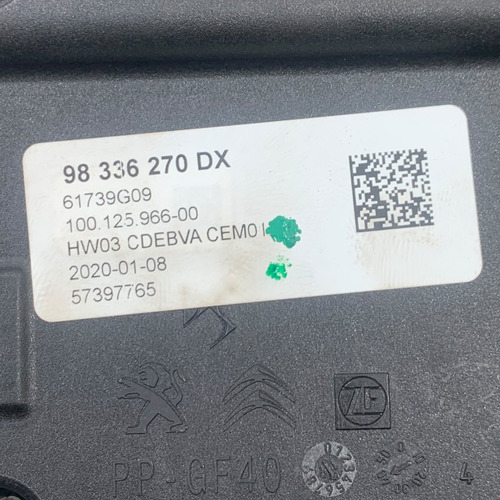 98 336 270 DX
61739G09
100.125.966-00
HW03 CDEBVA CEM0
2020-01-08
57397765
ZF
PP-GF40
4